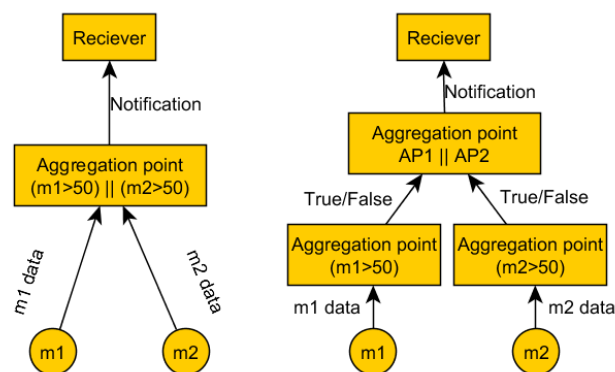 Reciever
Notification
Aggregation point
(m1>50) || (m2>50)
m1 data
m2 data
m1
m2
Reciever
Notification
Aggregation point
AP1 || AP2
True/False
True/False
Aggregation point
(m1>50)
Aggregation point
(m2>50)
m1 data
m2 data
m1
m2